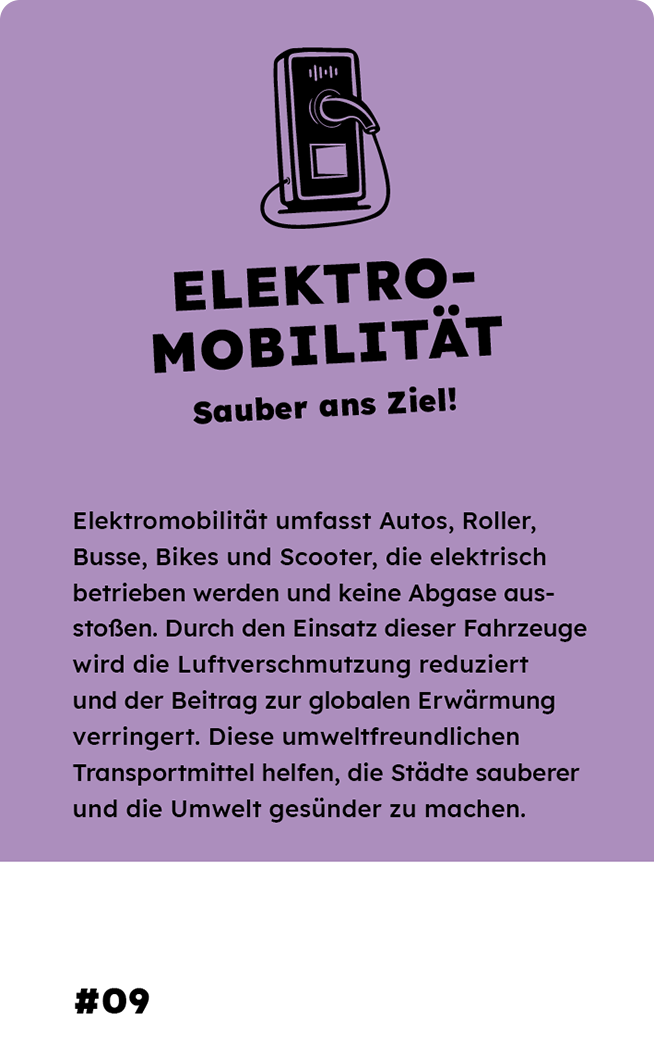 ELEKTRO-
MOBILITÄT
Sauber ans Ziel!
Elektromobilität umfasst Autos, Roller,
Busse, Bikes und Scooter, die elektrisch
betrieben werden und keine Abgase aus-
stoßen. Durch den Einsatz dieser Fahrzeuge
wird die Luftverschmutzung reduziert
und der Beitrag zur globalen Erwärmung
verringert. Diese umweltfreundlichen
Transportmittel helfen, die Städte sauberer
und die Umwelt gesünder zu machen.
#09